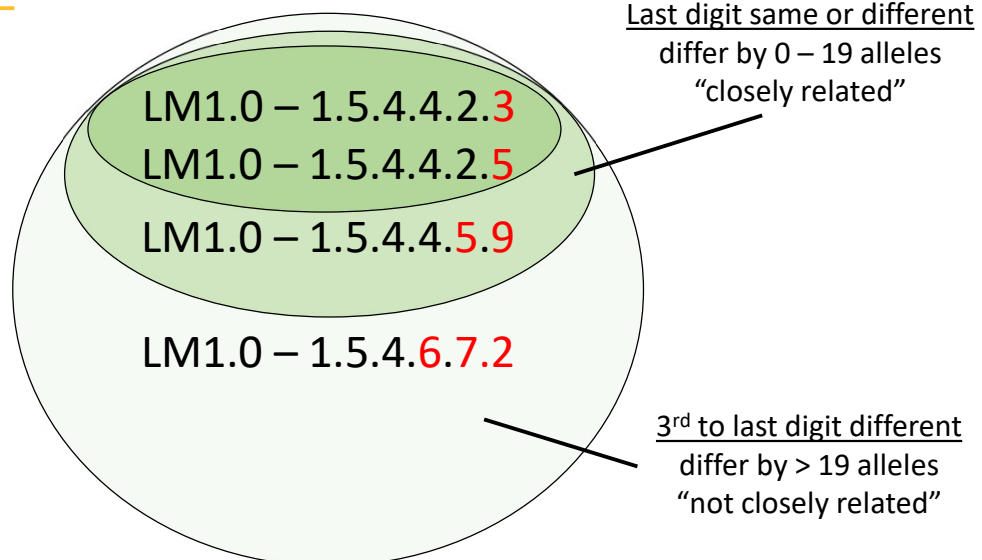 Last digit same or different
differ by 0 – 19 alleles
“closely related”
LM1.0 – 1.5.4.4.2.3
LM1.0 – 1.5.4.4.2.5
LM1.0 – 1.5.4.4.5.9
LM1.0 – 1.5.4.6.7.2
3rd to last digit different
differ by > 19 alleles
“not closely related”